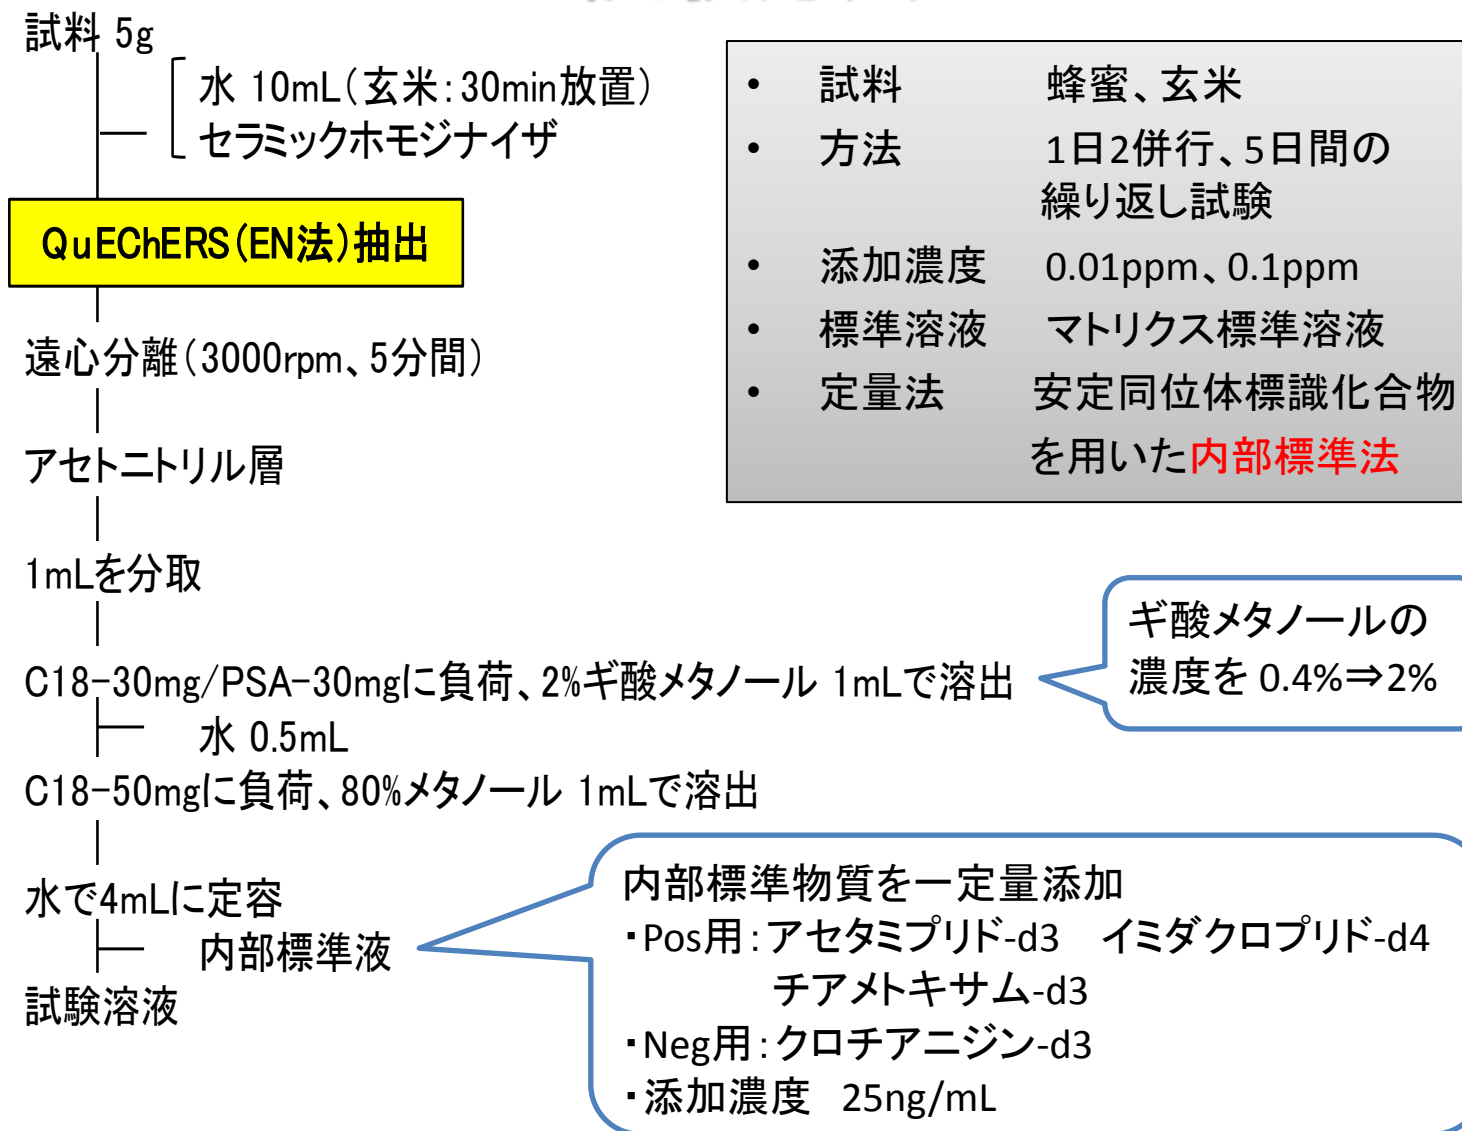 試料 5g
水 10mL(玄米:30min放置)
セラミックホモジナイザ
QuEChERS(EN法)抽出
遠心分離(3000rpm、5分間)
アセトニトリル層
1mLを分取
C18-30mg/PSA-30mgに負荷、2%ギ酸メタノール 1mLで溶出
水 0.5mL
C18-50mgに負荷、80%メタノール 1mLで溶出
水で4mLに定容
内部標準液
試験溶液
• 試料 蜂蜜、玄米
• 方法 1日2併行、5日間の
繰り返し試験
• 添加濃度 0.01ppm、0.1ppm
• 標準溶液 マトリクス標準溶液
• 定量法 安定同位体標識化合物
を用いた内部標準法
ギ酸メタノールの
濃度を 0.4%⇒2%
内部標準物質を一定量添加
・Pos用:アセタミプリド-d3 イミダクロプリド-d4
チアメトキサム-d3
・Neg用:クロチアニジン-d3
・添加濃度 25ng/mL